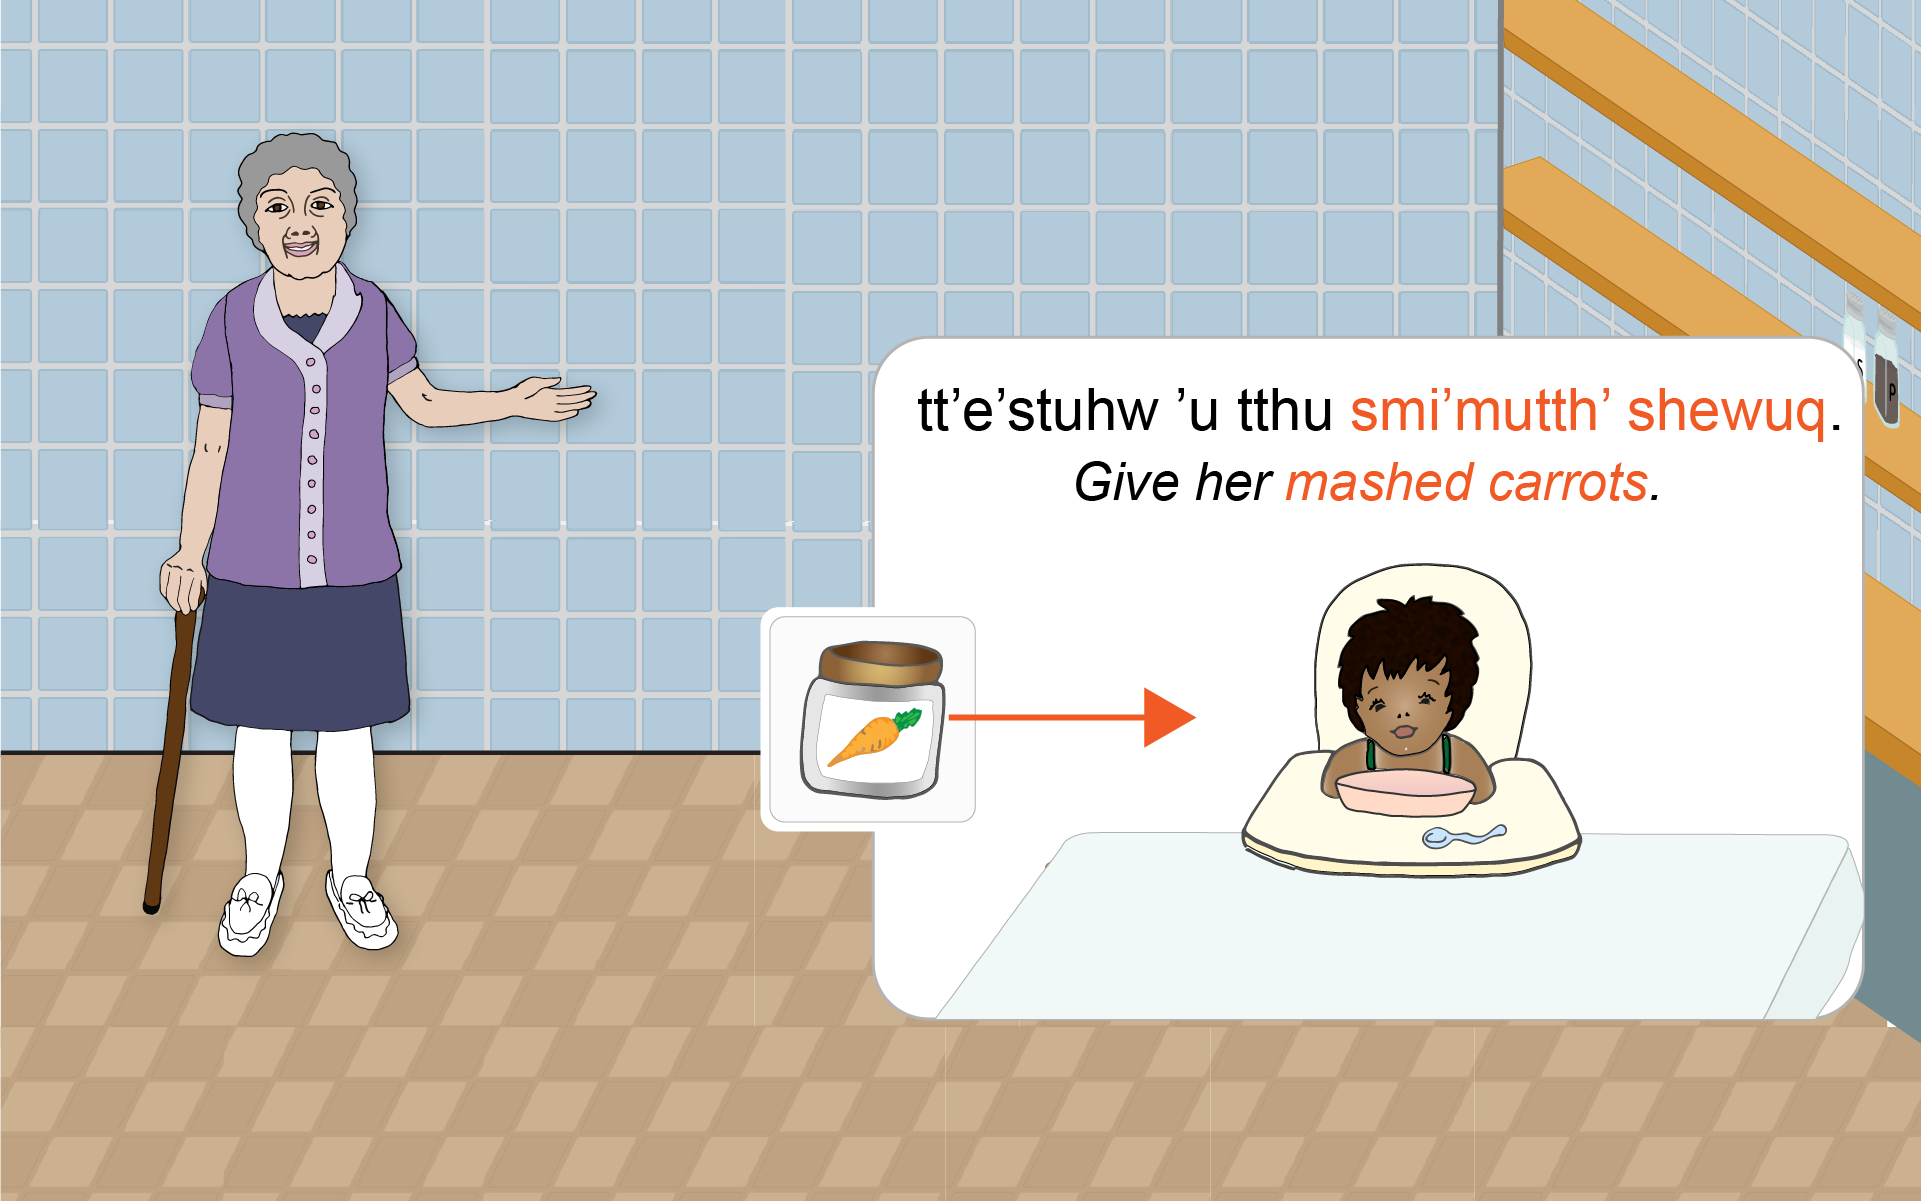 tt’e’stuhw ’u tthu smi’mutth’ shewuq.
Give her mashed carrots.
S
P